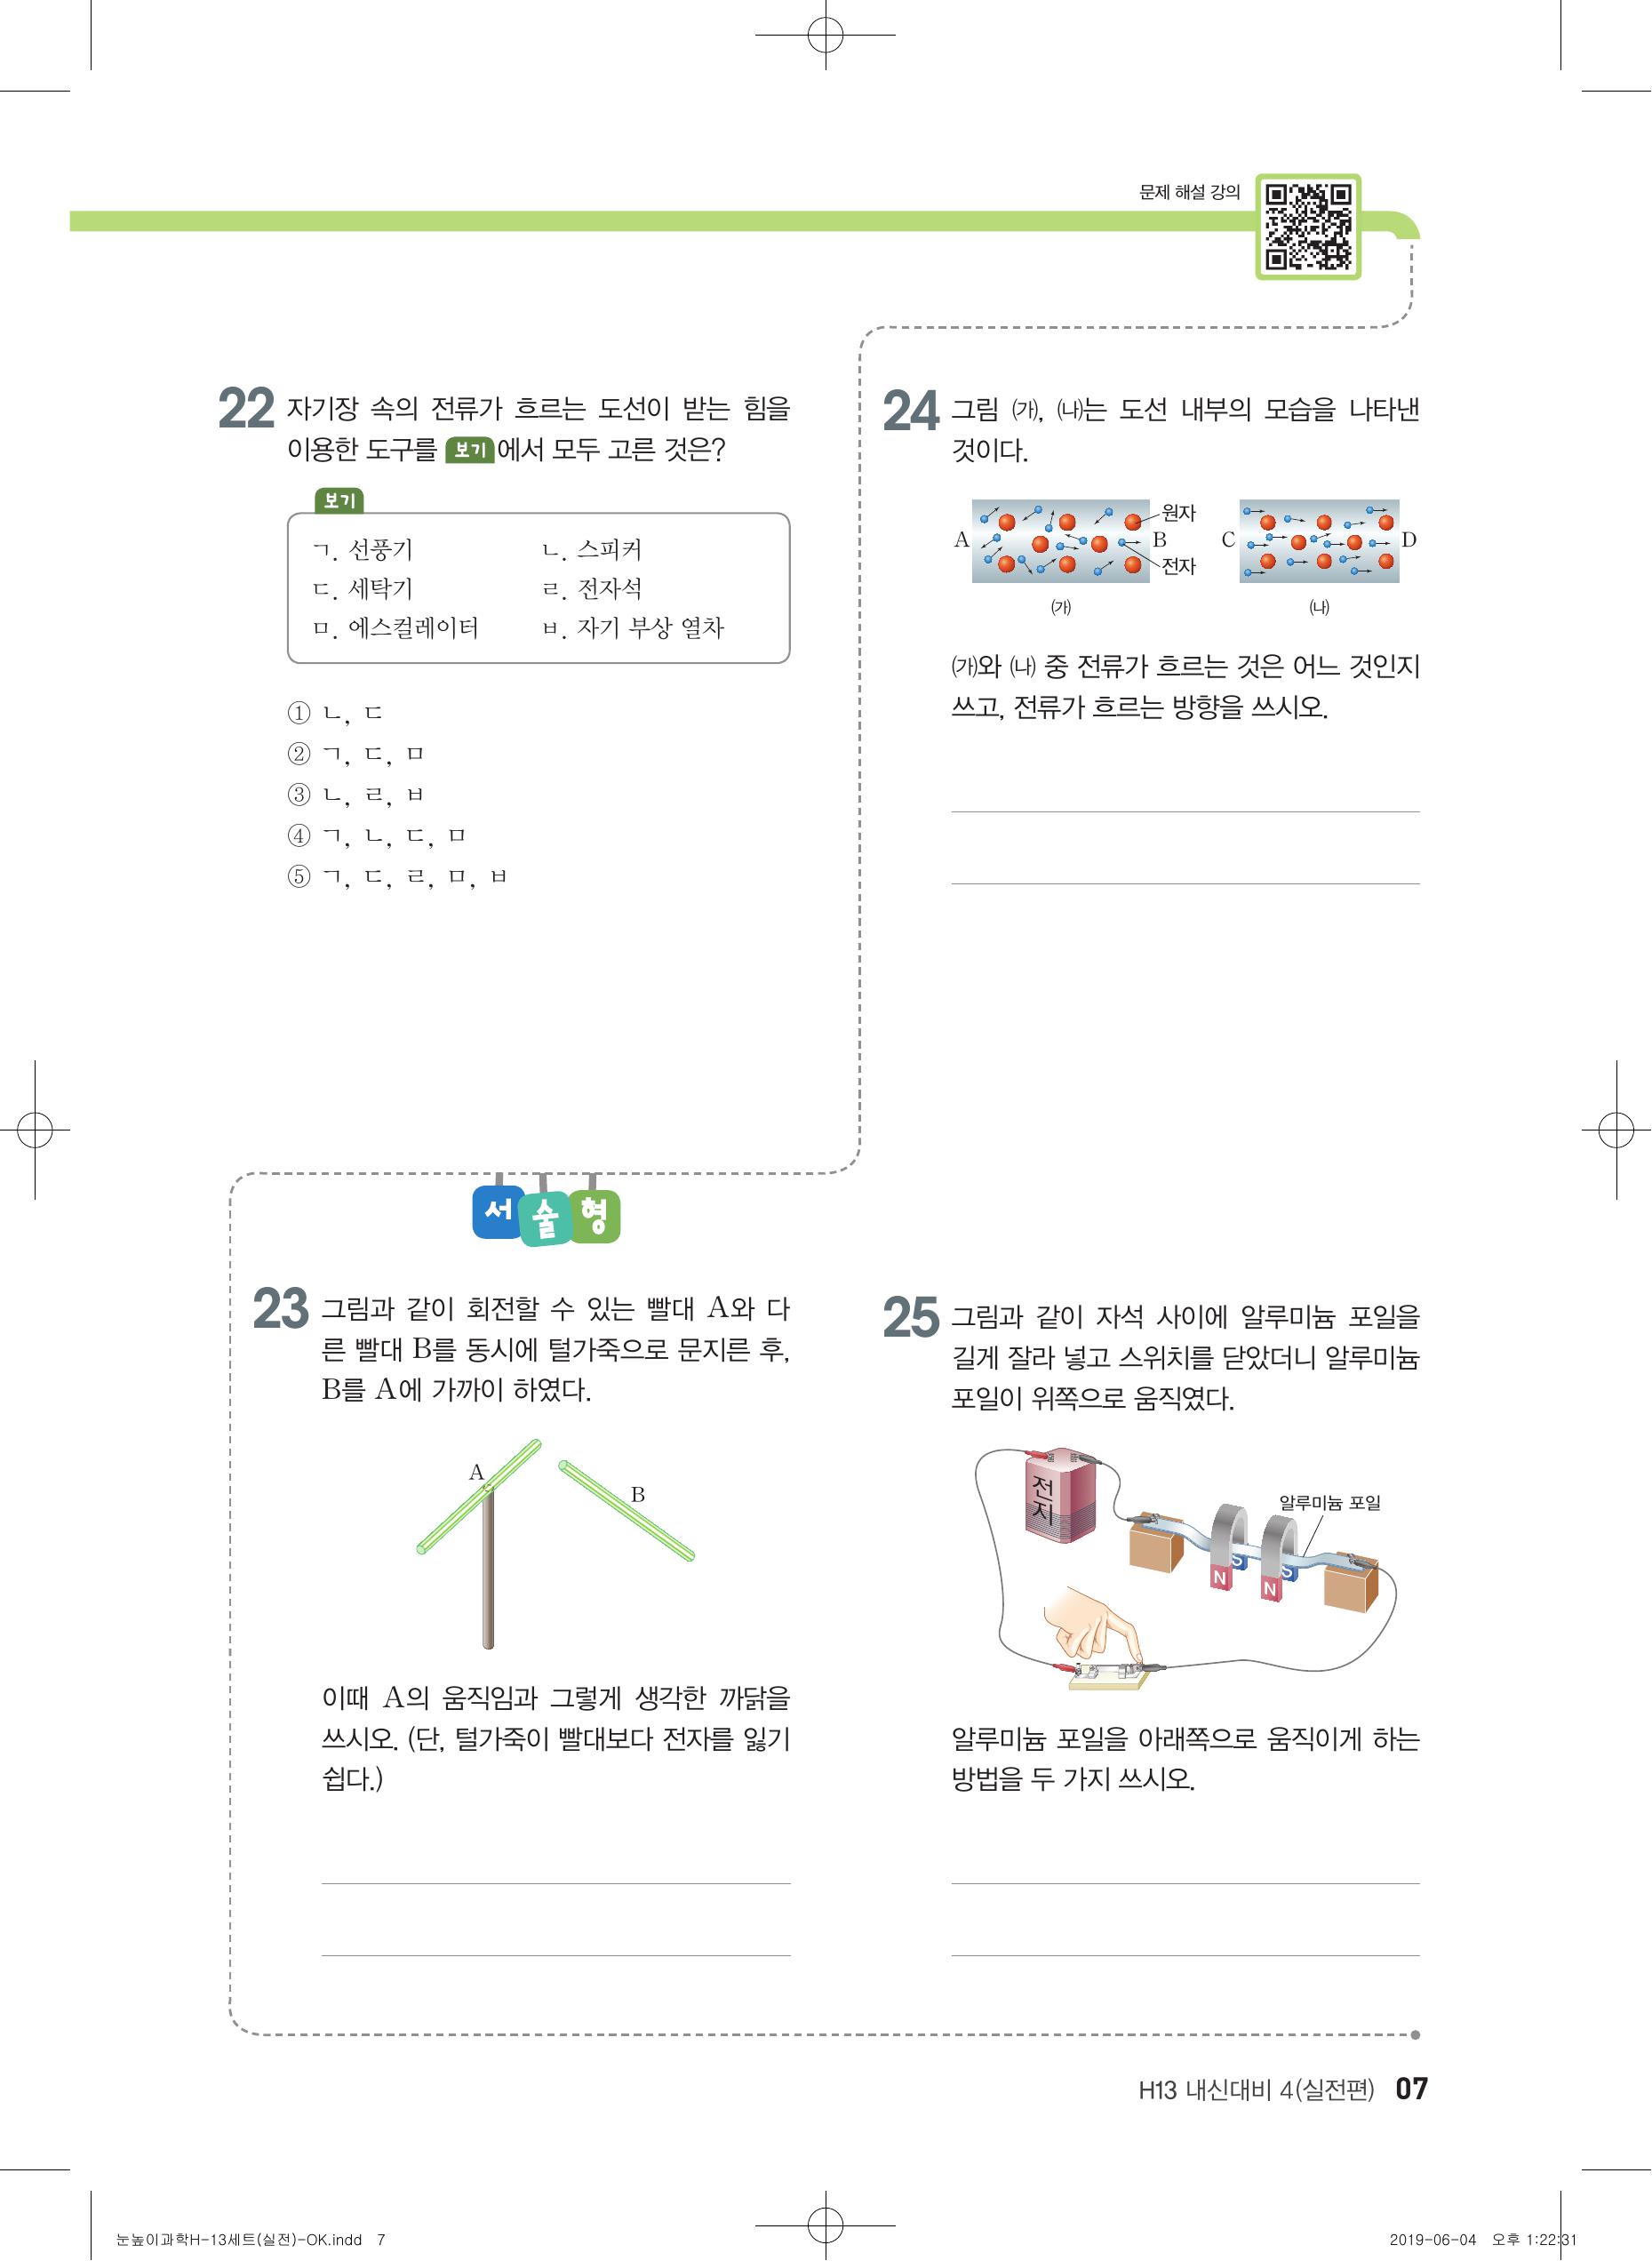 문제 해설 강의
22 자기장 속의 전류가 흐르는 도선이 받는 힘을
이용한 도구를 보기 에서 모두 고른 것은?
보기
ㄱ. 선풍기 ㄴ. 스피커
ㄷ. 세탁기 ㄹ. 전자석
ㅁ. 에스컬레이터 ㅂ. 자기 부상 열차
① ㄴ, ㄷ
② ㄱ, ㄷ, ㅁ
③ ㄴ, ㄹ, ㅂ
④ ㄱ, ㄴ, ㄷ, ㅁ
⑤ ㄱ, ㄷ, ㄹ, ㅁ, ㅂ
서술형
23 그림과 같이 회전할 수 있는 빨대 A와 다
른 빨대 B를 동시에 털가죽으로 문지른 후,
B를 A에 가까이 하였다.
A
B
이때 A의 움직임과 그렇게 생각한 까닭을
쓰시오. (단, 털가죽이 빨대보다 전자를 잃기
쉽다.)
24 그림 ㈎, ㈏는 도선 내부의 모습을 나타낸
것이다.
원자
A B C D
전자
㈎ ㈏
㈎와 ㈏ 중 전류가 흐르는 것은 어느 것인지
쓰고, 전류가 흐르는 방향을 쓰시오.
25 그림과 같이 자석 사이에 알루미늄 포일을
길게 잘라 넣고 스위치를 닫았더니 알루미늄
포일이 위쪽으로 움직였다.
전지
알루미늄 포일
S S
N N
알루미늄 포일을 아래쪽으로 움직이게 하는
방법을 두 가지 쓰시오.
H13 내신대비 4(실전편) 07
눈높이과학H-13세트(실전)-OK.indd 7
2019-06-04 오후 1:22:31